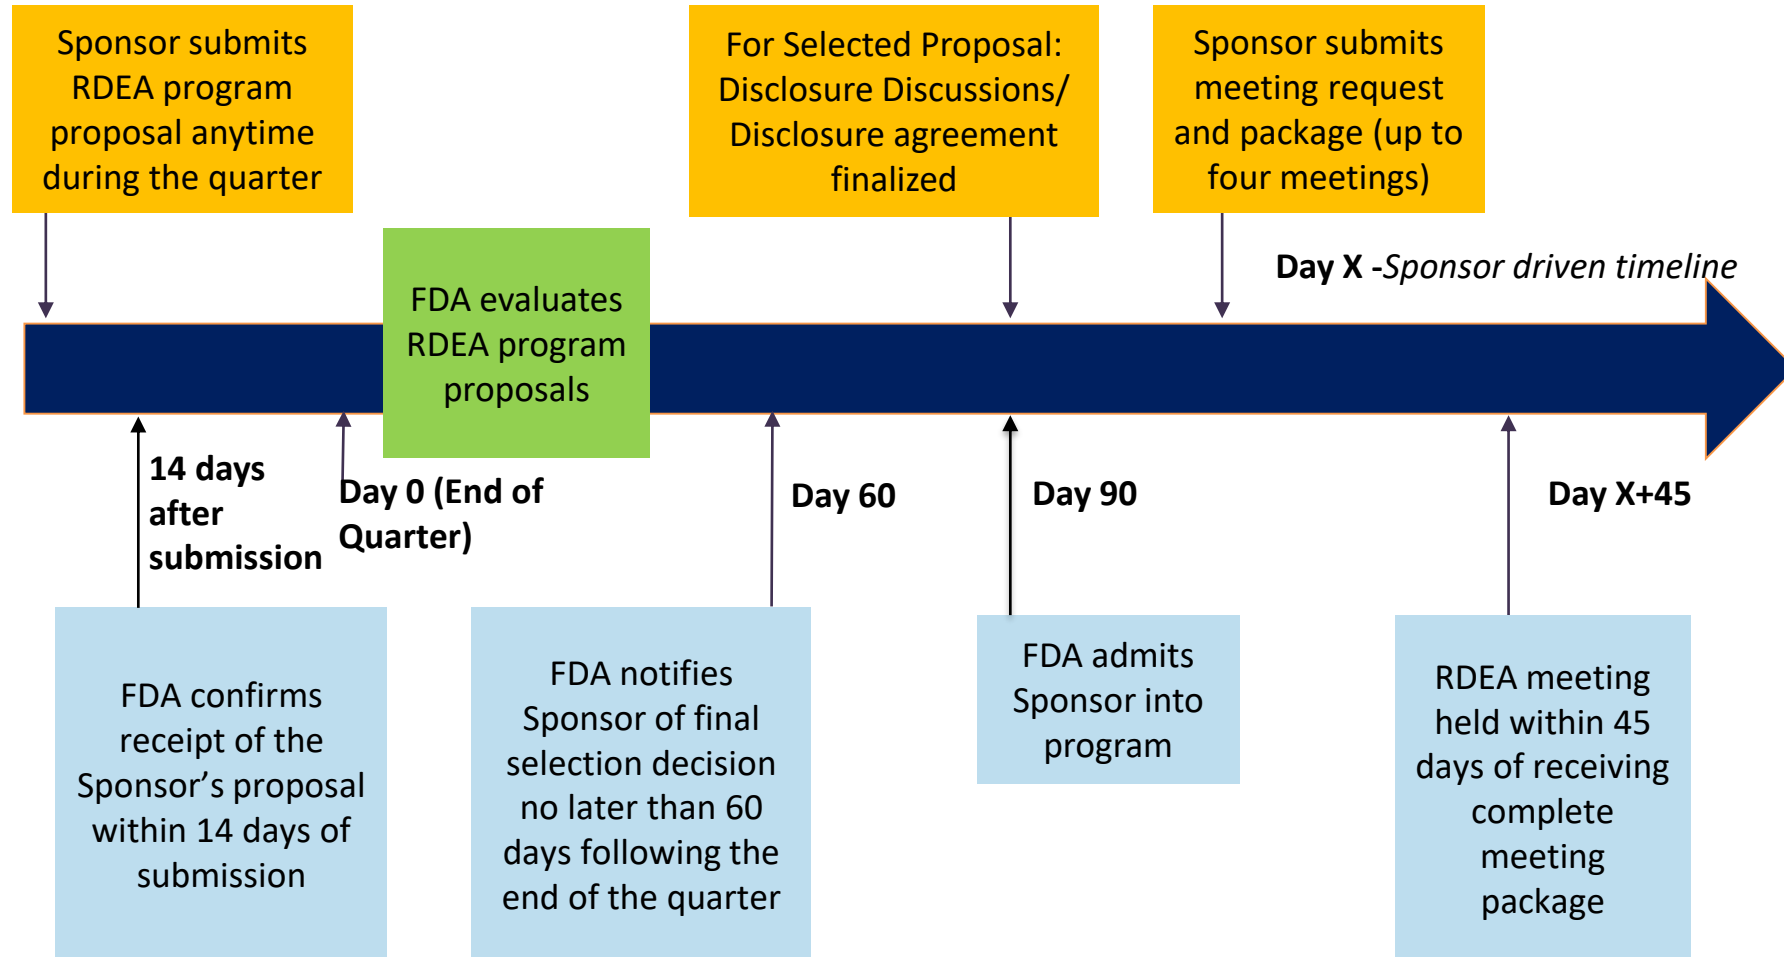 Sponsor submits
RDEA program
proposal anytime
during the quarter
For Selected Proposal:
Disclosure Discussions/
Disclosure agreement
finalized
Sponsor submits
meeting request
and package (up to
four meetings)
Day X -Sponsor driven timeline
FDA evaluates
RDEA program
proposals
14 days
after
submission
Day 0 (End of
Quarter)
Day 60
Day 90
Day X+45
FDA confirms
receipt of the
Sponsor’s proposal
within 14 days of
submission
FDA notifies
Sponsor of final
selection decision
no later than 60
days following the
end of the quarter
FDA admits
Sponsor into
program
RDEA meeting
held within 45
days of receiving
complete
meeting
package